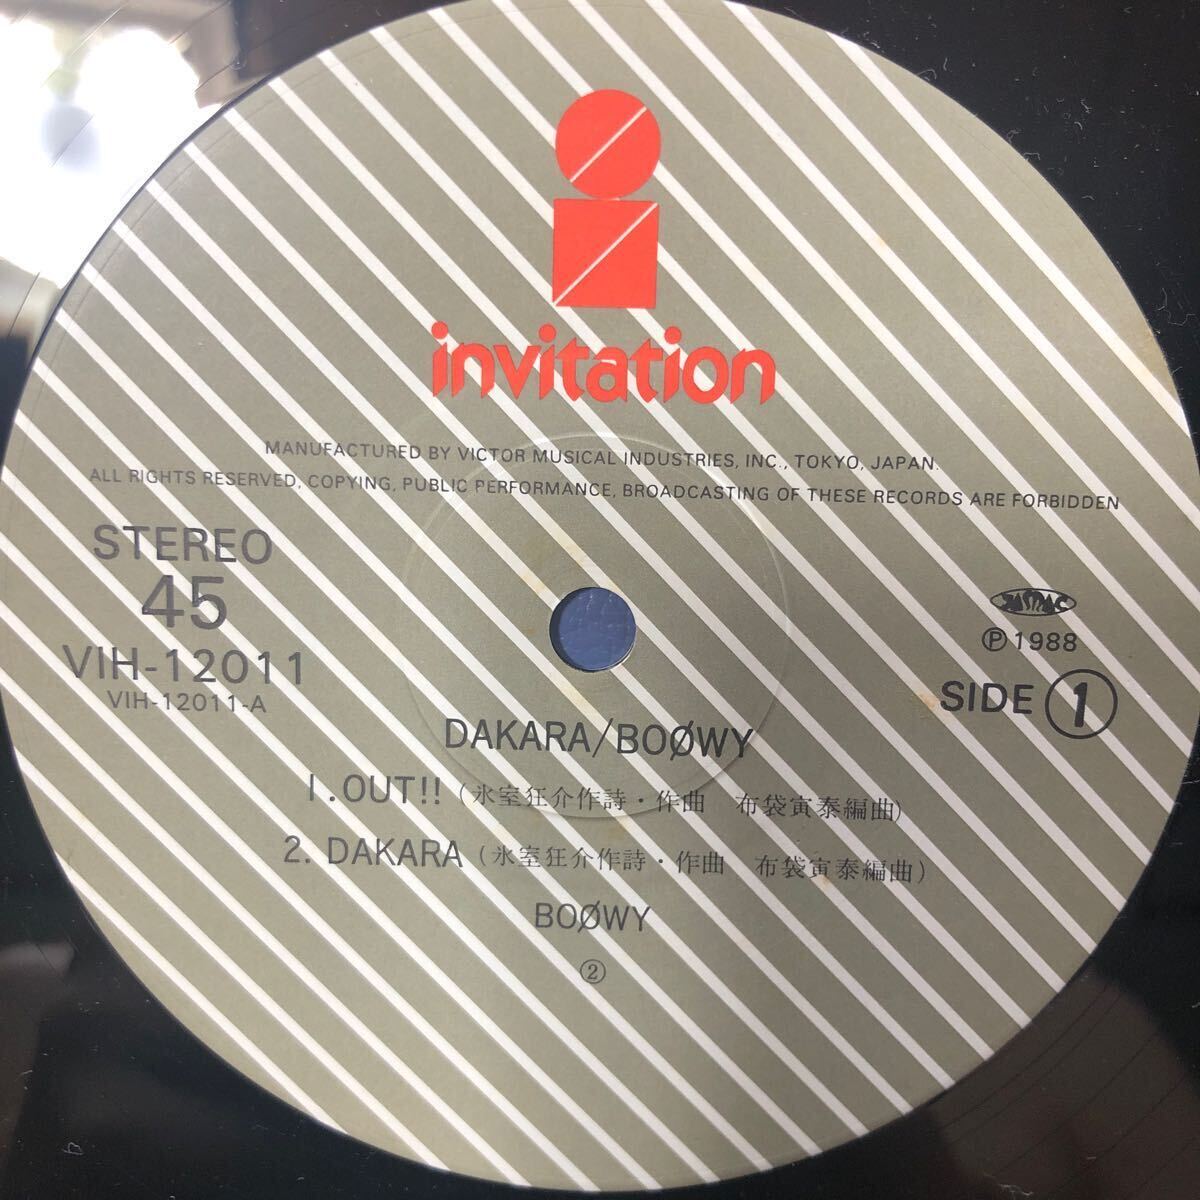 invitation
MANUFACTURED BY VICTOR MUSICAL INDUSTRIES, INC., TOKYO, JAPAN.
ALL RIGHTS RESERVED, COPYING, PUBLIC PERFORMANCE, BROADCASTING OF THESE RECORDS ARE FORBIDDEN
STEREO
45
VIH-12011
VIH-12011-A
JASRAC
Ⓟ1988
SIDE ①
DAKARA/BOØWY
1. OUT!! (氷室狂介作詩・作曲 布袋寅泰編曲)
2. DAKARA (氷室狂介作詩・作曲 布袋寅泰編曲)
BOØWY
②